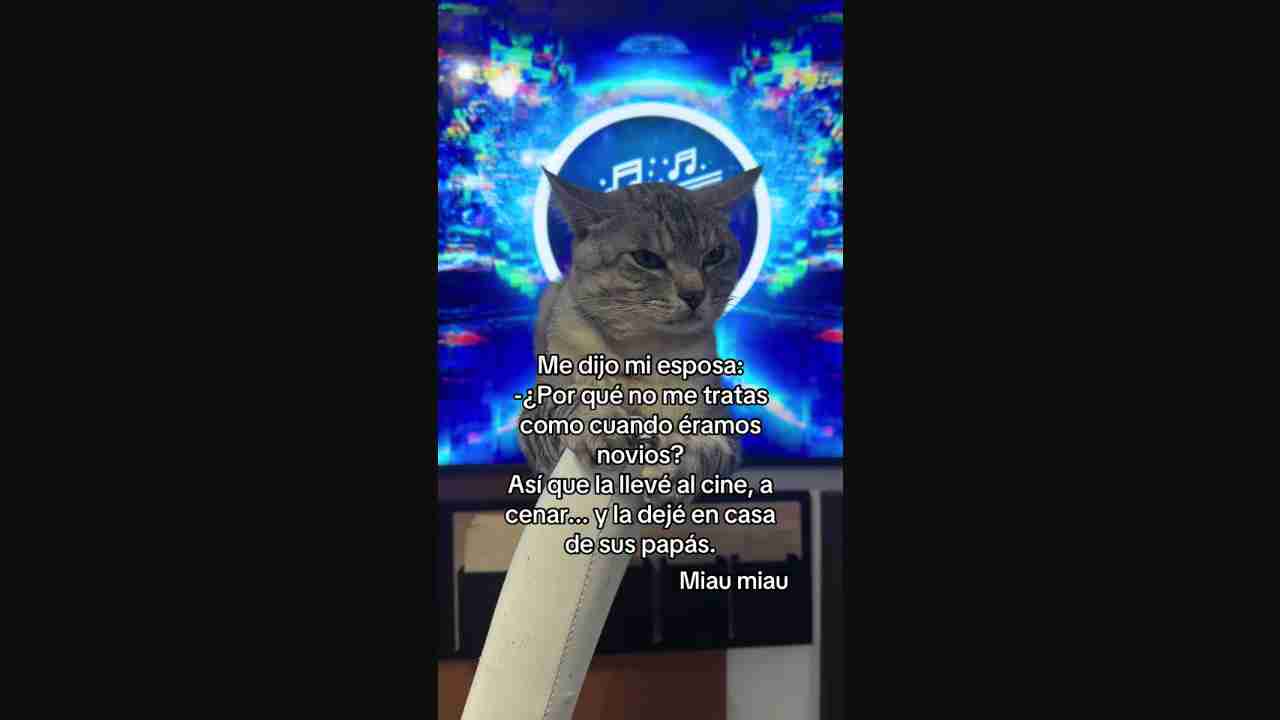 Me dijo mi esposa:
-¿Por qué no me tratas
como cuando éramos
novios?
Así que la llevé al cine, a
cenar... y la dejé en casa
de sus papás.
Miau miau